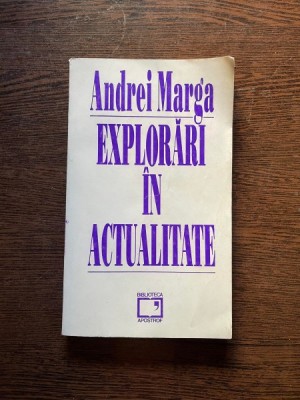 Andrei Marga
EXPLORĂRI
ÎN
ACTUALITATE
BIBLIOTECA
APOSTROF